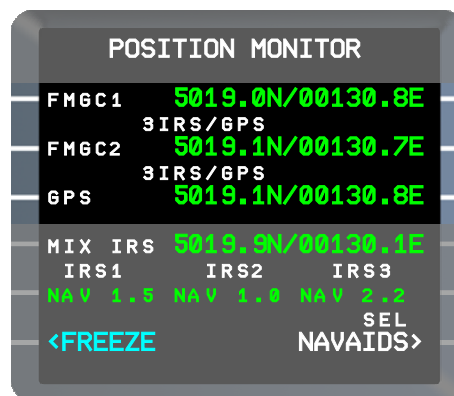 POSITION MONITOR
FMGC1 5019.0N/00130.8E
3IRS/GPS
FMGC2 5019.1N/00130.7E
3IRS/GPS
GPS 5019.1N/00130.8E
MIX IRS 5019.9N/00130.1E
IRS1 IRS2 IRS3
NAV 1.5 NAV 1.0 NAV 2.2
SEL
<FREEZE NAVAIDS>